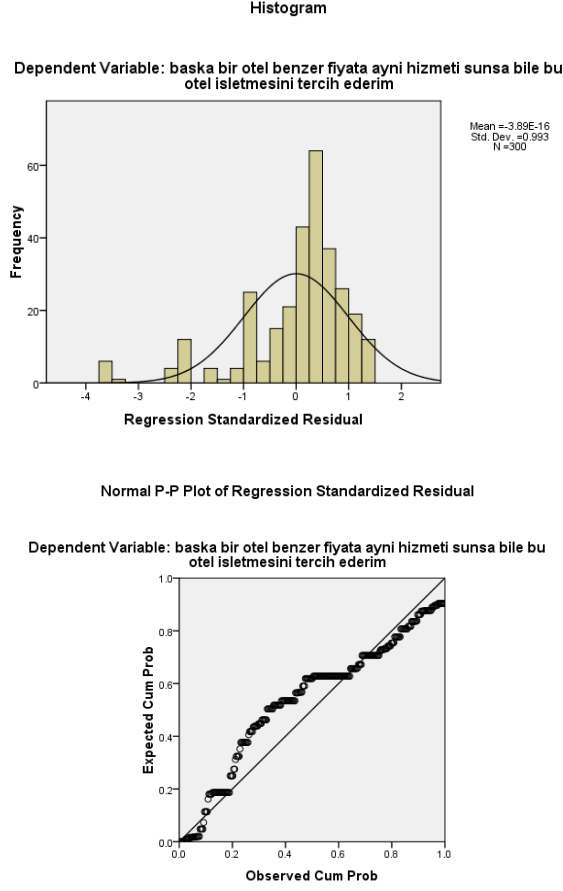 Histogram
Dependent Variable: baska bir otel benzer fiyata ayni hizmeti sunsa bile bu
otel isletmesini tercih ederim
Mean =-3.89E-16
Std. Dev. =0.993
N =300
Frequency
60
40
20
0
-4 -3 -2 -1 0 1 2
Regression Standardized Residual
Normal P-P Plot of Regression Standardized Residual
Dependent Variable: baska bir otel benzer fiyata ayni hizmeti sunsa bile bu
otel isletmesini tercih ederim
Expected Cum Prob
1.0
0.8
0.6
0.4
0.2
0.0
0.0 0.2 0.4 0.6 0.8 1.0
Observed Cum Prob